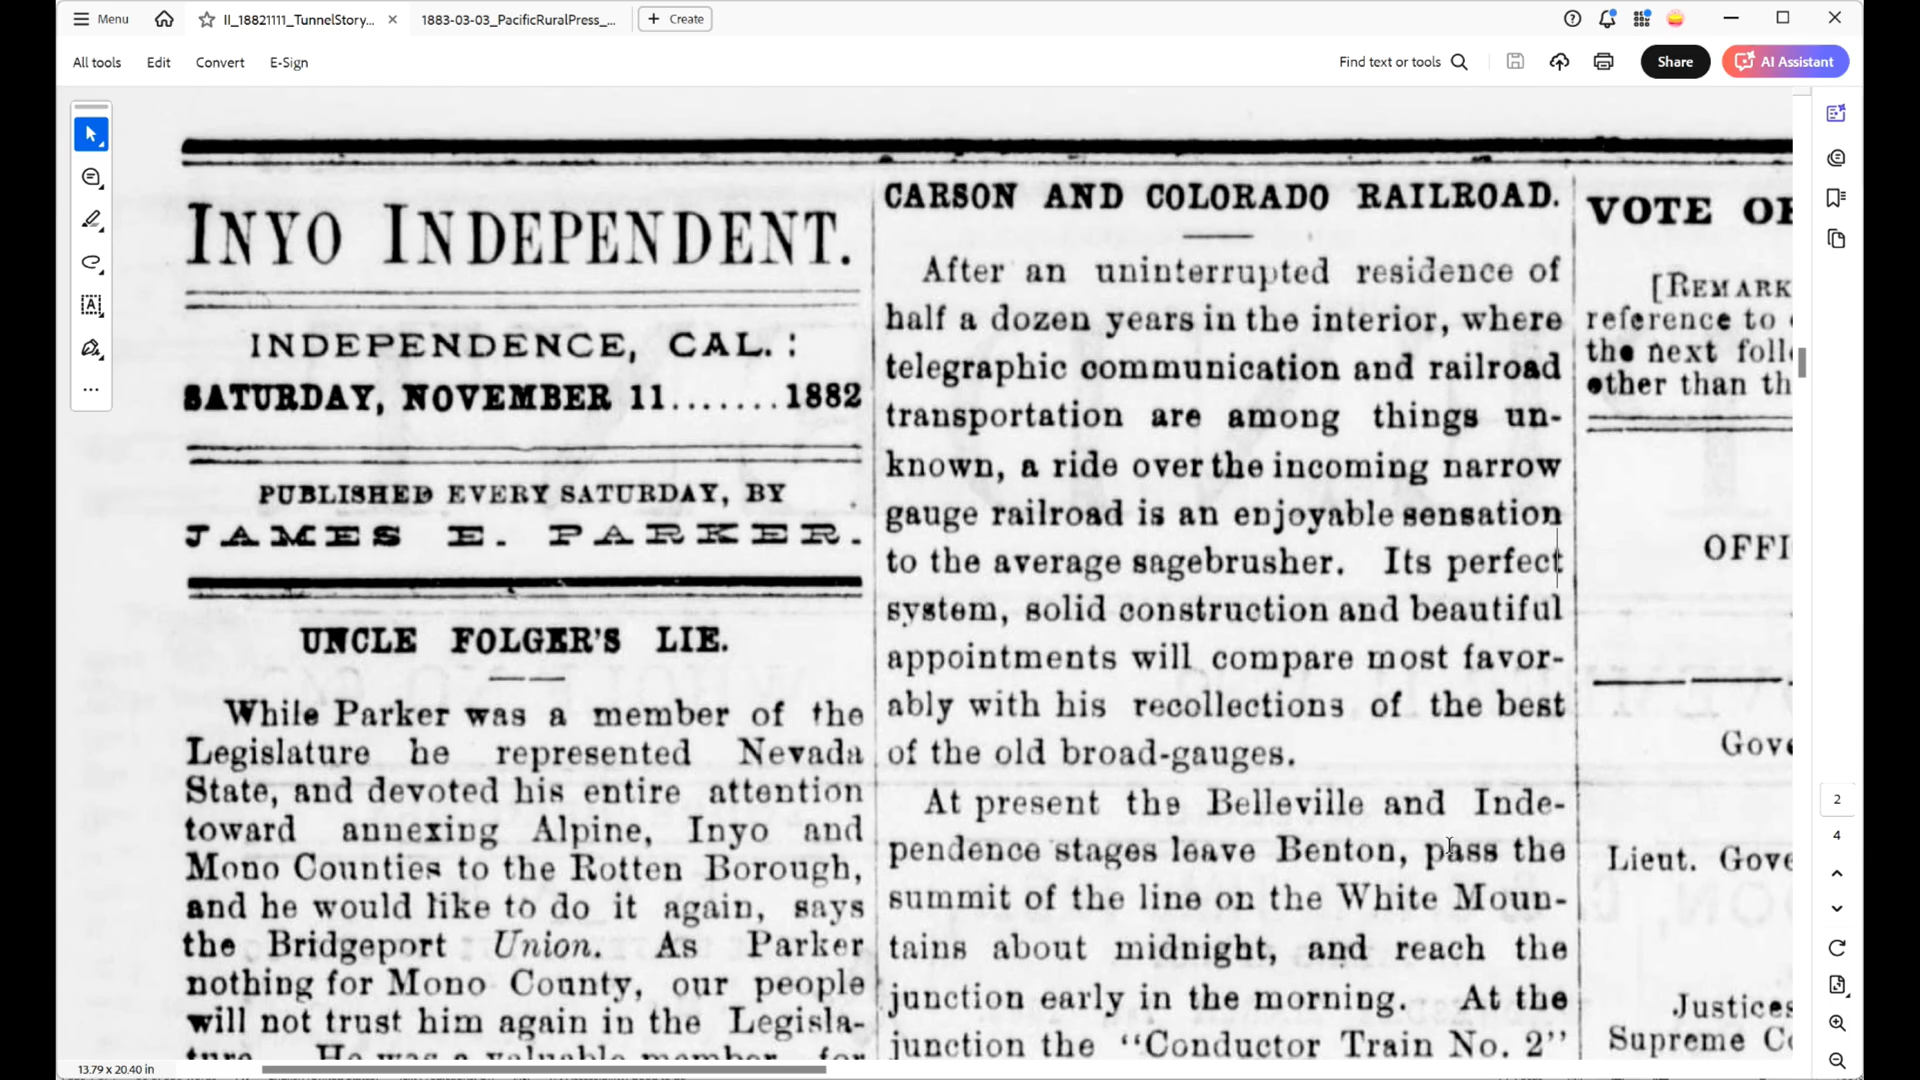 Menu
II_18821111_TunnelStory...
1883-03-03_PacificRuralPress_...
Create
All tools
Edit
Convert
E-Sign
Find text or tools
Share
AI Assistant
INYO INDEPENDENT.
INDEPENDENCE, CAL.:
SATURDAY, NOVEMBER 11.......1882
PUBLISHED EVERY SATURDAY, BY
JAMES E. PARKER.
UNCLE FOLGER'S LIE.
While Parker was a member of the
Legislature he represented Nevada
State, and devoted his entire attention
toward annexing Alpine, Inyo and
Mono Counties to the Rotten Borough,
and he would like to do it again, says
the Bridgeport Union. As Parker
nothing for Mono County, our people
will not trust him again in the Legisla-
ture. He was a valuable member for
CARSON AND COLORADO RAILROAD.
After an uninterrupted residence of
half a dozen years in the interior, where
telegraphic communication and railroad
transportation are among things un-
known, a ride over the incoming narrow
gauge railroad is an enjoyable sensation
to the average sagebrusher. Its perfect
system, solid construction and beautiful
appointments will compare most favor-
ably with his recollections of the best
of the old broad-gauges.
At present the Belleville and Inde-
pendence stages leave Benton, pass the
summit of the line on the White Moun-
tains about midnight, and reach the
junction early in the morning. At the
junction the "Conductor Train No. 2"
VOTE OF
[REMARK
reference to
the next foll
other than th
OFFI
Gove
Lieut. Gove
Justices
Supreme Co
2
4
13.79 x 20.40 in